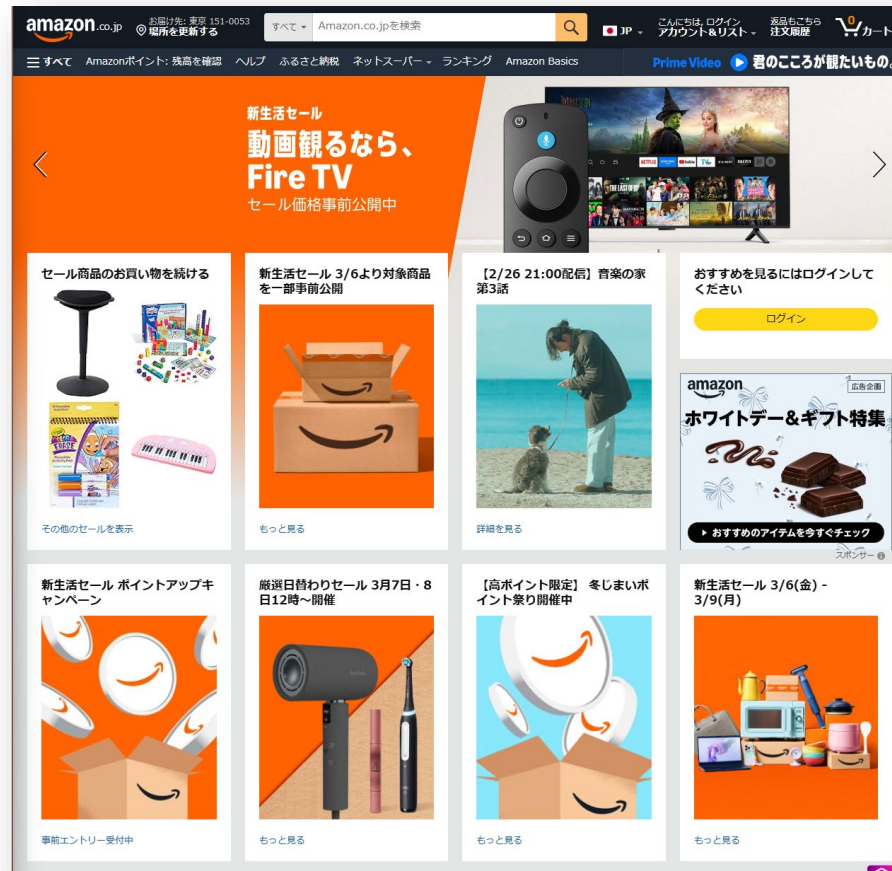 amazon.co.jp
お届け先: 東京 151-0053
場所を更新する
すべて
Amazon.co.jpを検索
JP
こんにちは, ログイン
アカウント&リスト
返品もこちら
注文履歴
0
カート
すべて
Amazonポイント: 残高を確認
ヘルプ
ふるさと納税
ネットスーパー
ランキング
Amazon Basics
Prime Video
君のこころが観たいもの。
新生活セール
動画観るなら、
Fire TV
セール価格事前公開中
NETFLIX
YouTube
THE LAST OF US
セール商品のお買い物を続ける
その他のセールを表示
新生活セール 3/6より対象商品
を一部事前公開
もっと見る
【2/26 21:00配信】音楽の家
第3話
詳細を見る
おすすめを見るにはログインして
ください
ログイン
amazon
広告企画
ホワイトデー&ギフト特集
おすすめのアイテムを今すぐチェック
スポンサー
新生活セール ポイントアップキ
ャンペーン
事前エントリー受付中
厳選日替わりセール 3月7日・8
日12時～開催
もっと見る
【高ポイント限定】 冬じまいポ
イント祭り開催中
もっと見る
新生活セール 3/6(金) -
3/9(月)
もっと見る